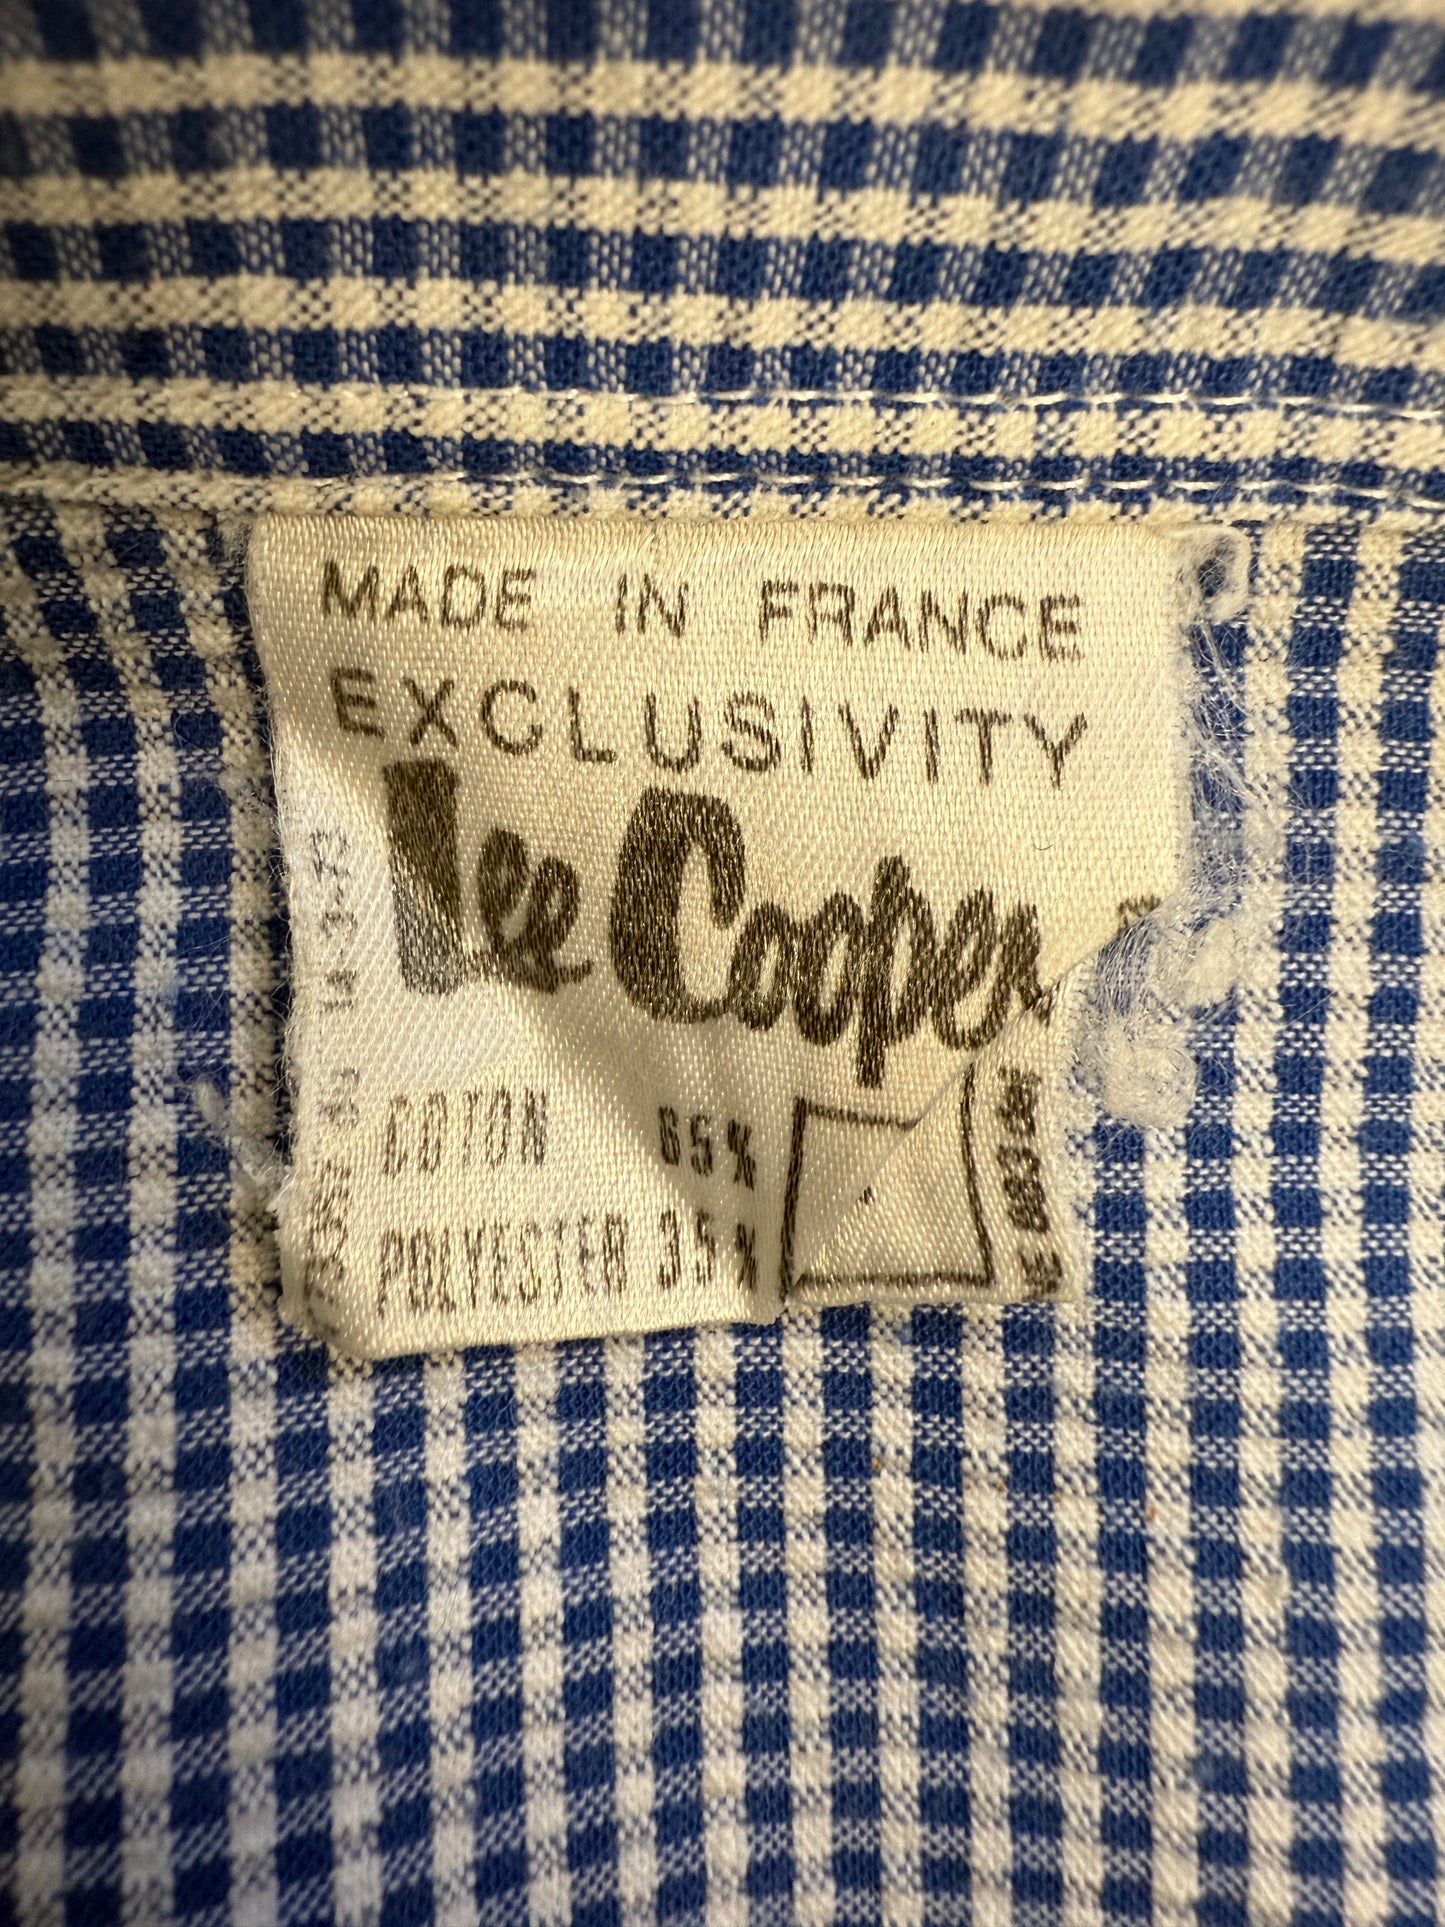 MADE IN FRANCE
EXCLUSIVITY
Lee Cooper
COTON 65%
POLYESTER 35%